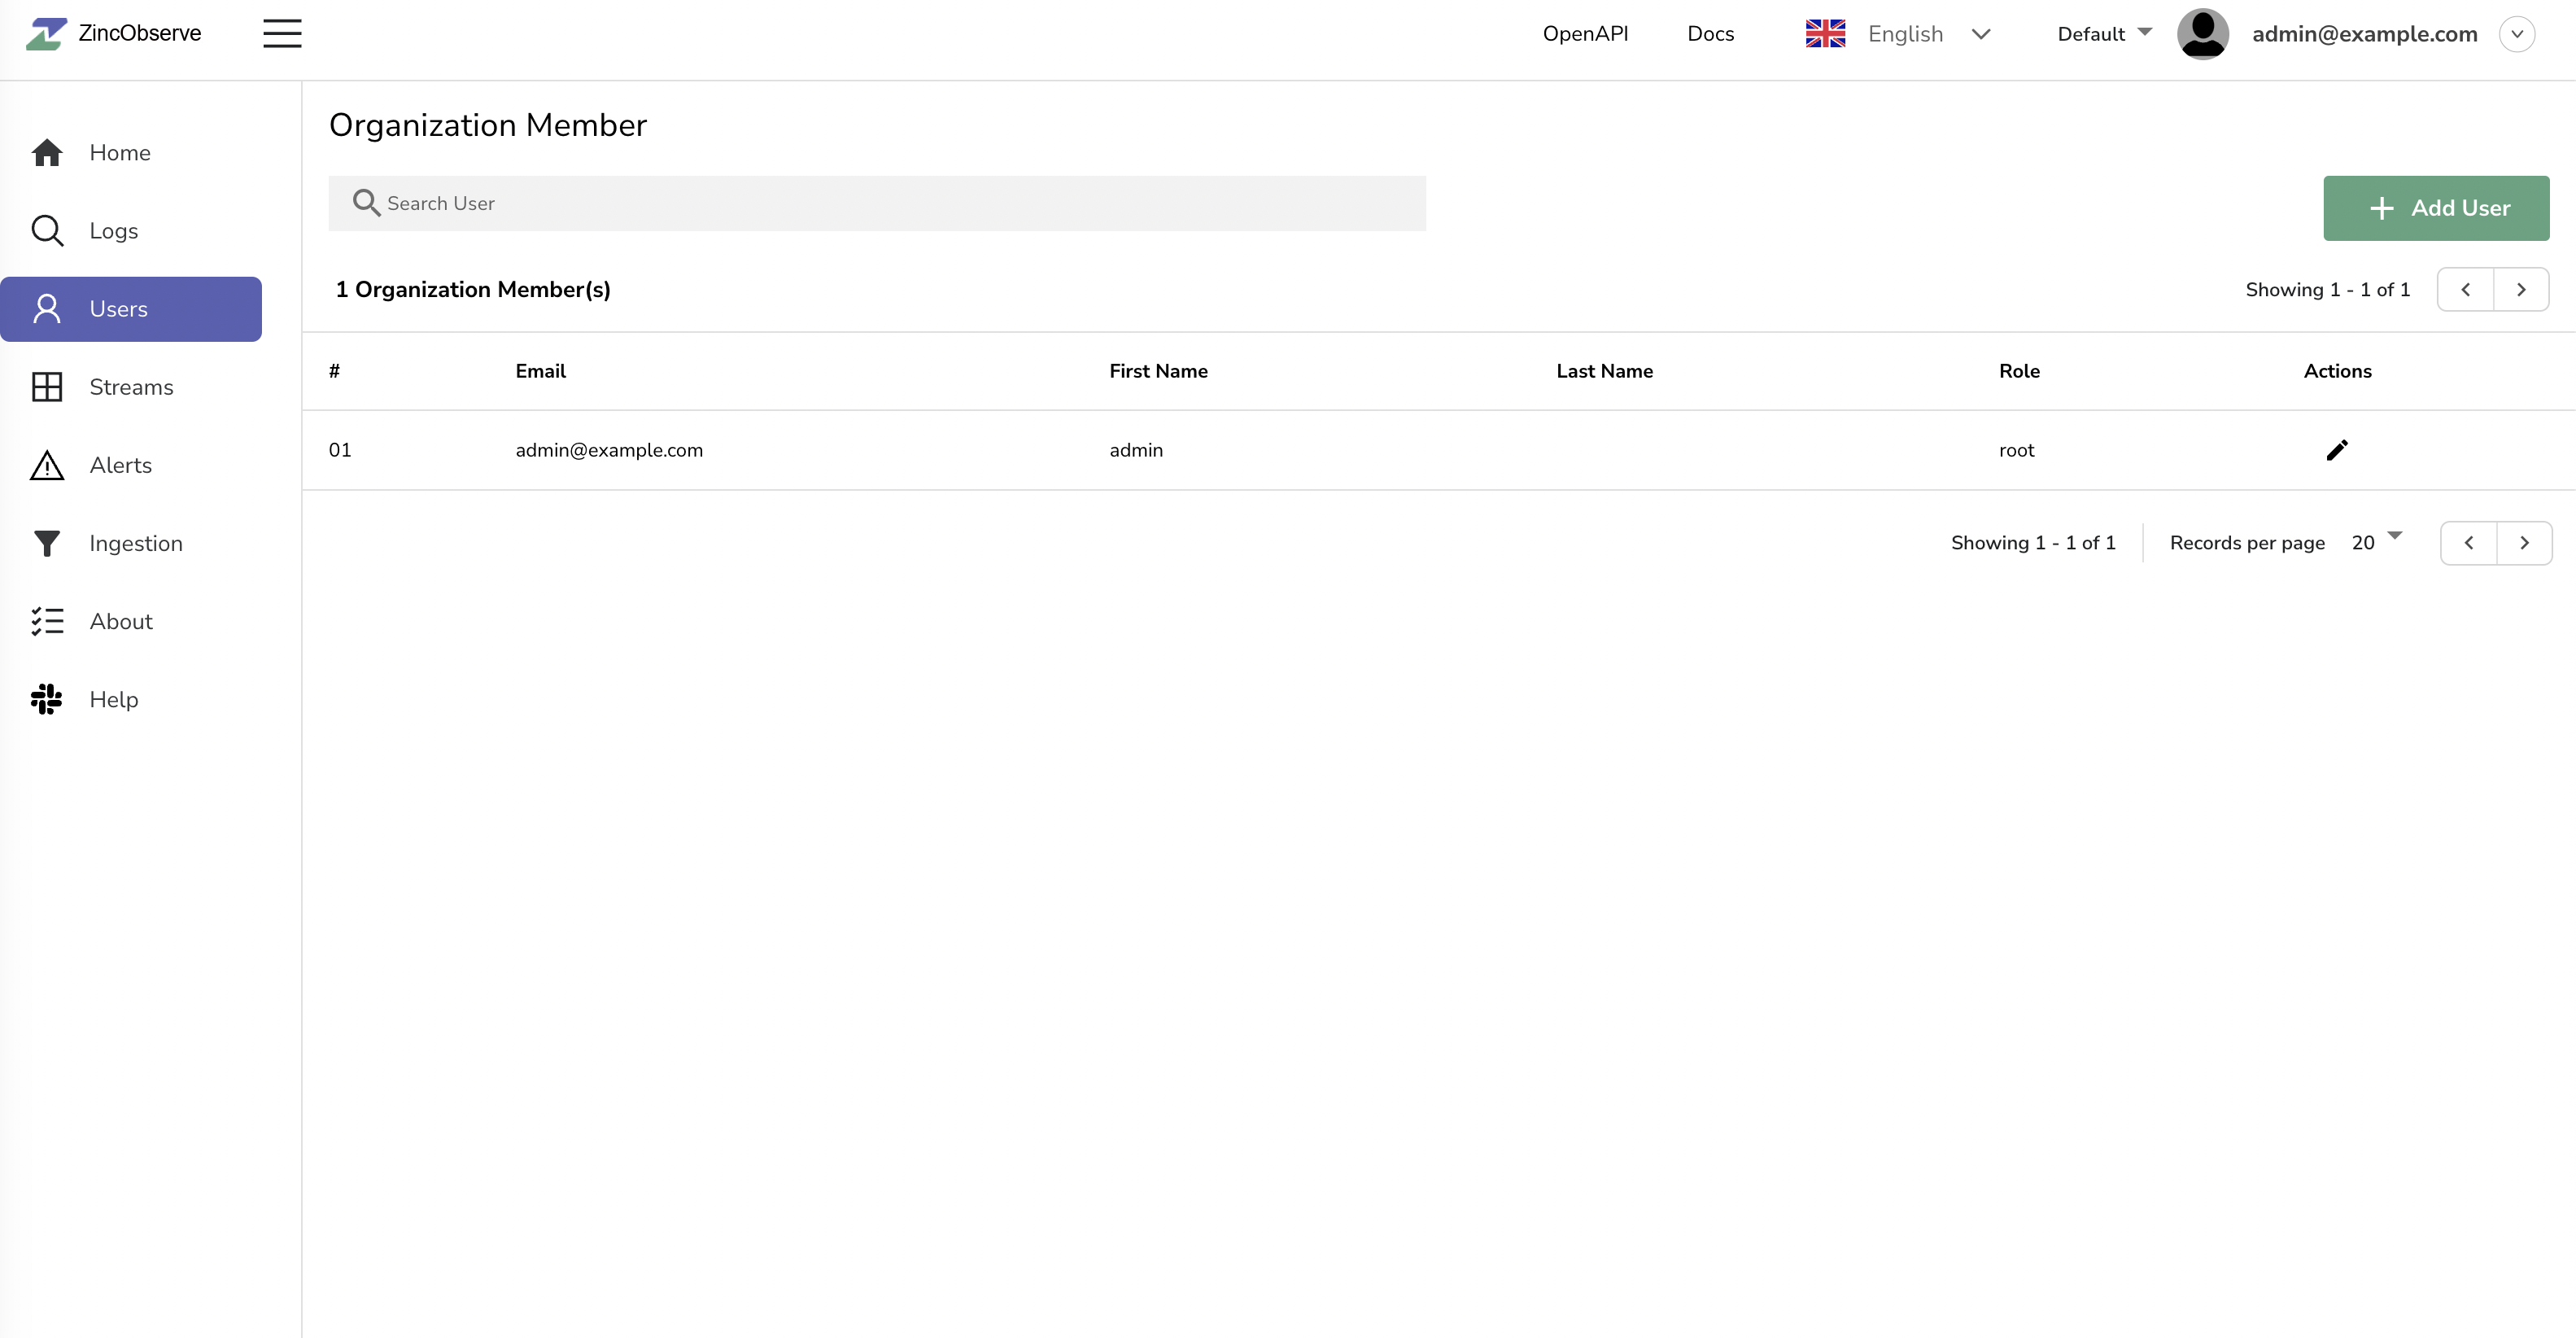 ZincObserve
OpenAPI Docs English Default admin@example.com
Home
Logs
Users
Streams
Alerts
Ingestion
About
Help
Organization Member
Search User
Add User
1 Organization Member(s)
Showing 1 - 1 of 1
# Email First Name Last Name Role Actions
01 admin@example.com admin root
Showing 1 - 1 of 1 Records per page 20